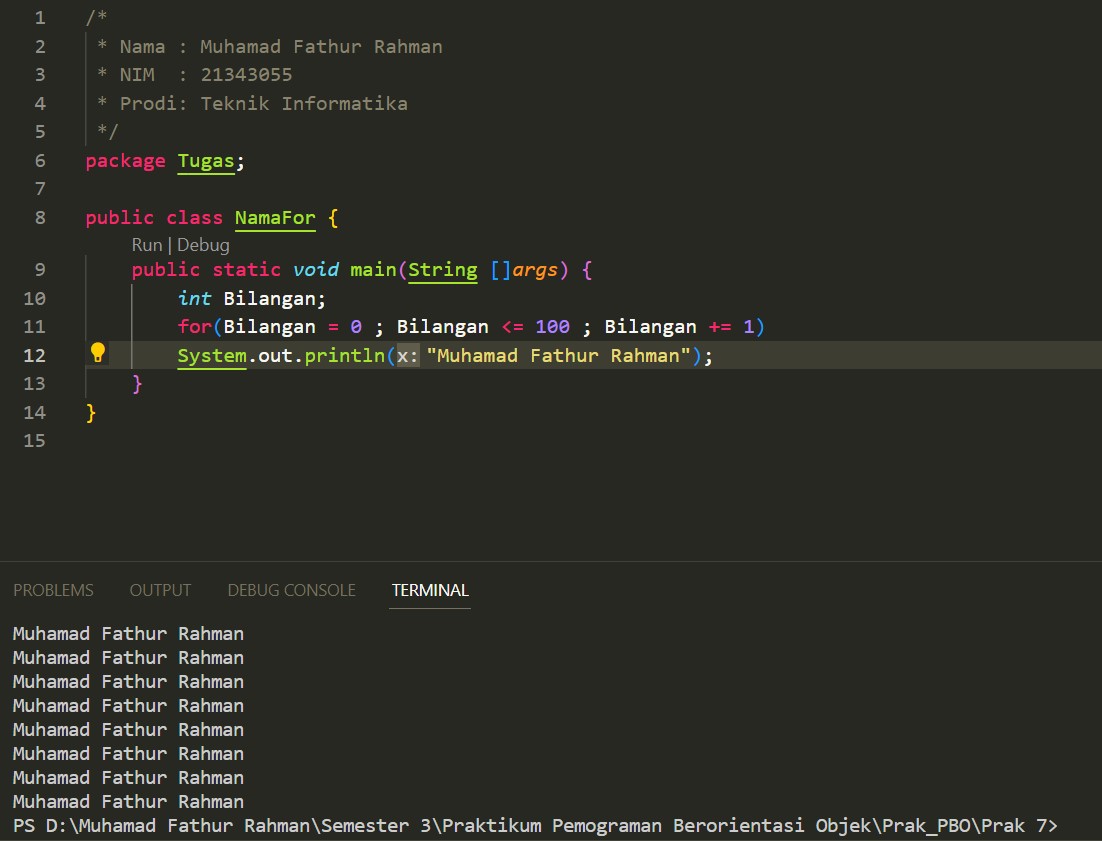 1 /*
2 * Nama : Muhamad Fathur Rahman
3 * NIM  : 21343055
4 * Prodi: Teknik Informatika
5 */
6 package Tugas;
7
8 public class NamaFor {
Run | Debug
9 public static void main(String []args) {
10 int Bilangan;
11 for(Bilangan = 0 ; Bilangan <= 100 ; Bilangan += 1)
12 System.out.println(x: "Muhamad Fathur Rahman");
13 }
14 }
15
PROBLEMS OUTPUT DEBUG CONSOLE TERMINAL
Muhamad Fathur Rahman
Muhamad Fathur Rahman
Muhamad Fathur Rahman
Muhamad Fathur Rahman
Muhamad Fathur Rahman
Muhamad Fathur Rahman
Muhamad Fathur Rahman
Muhamad Fathur Rahman
PS D:\Muhamad Fathur Rahman\Semester 3\Praktikum Pemograman Berorientasi Objek\Prak_PBO\Prak 7>